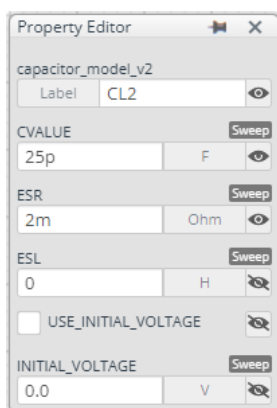 Property Editor
capacitor_model_v2
Label CL2
CVALUE Sweep
25p F
ESR Sweep
2m Ohm
ESL Sweep
0 H
USE_INITIAL_VOLTAGE
INITIAL_VOLTAGE Sweep
0.0 V